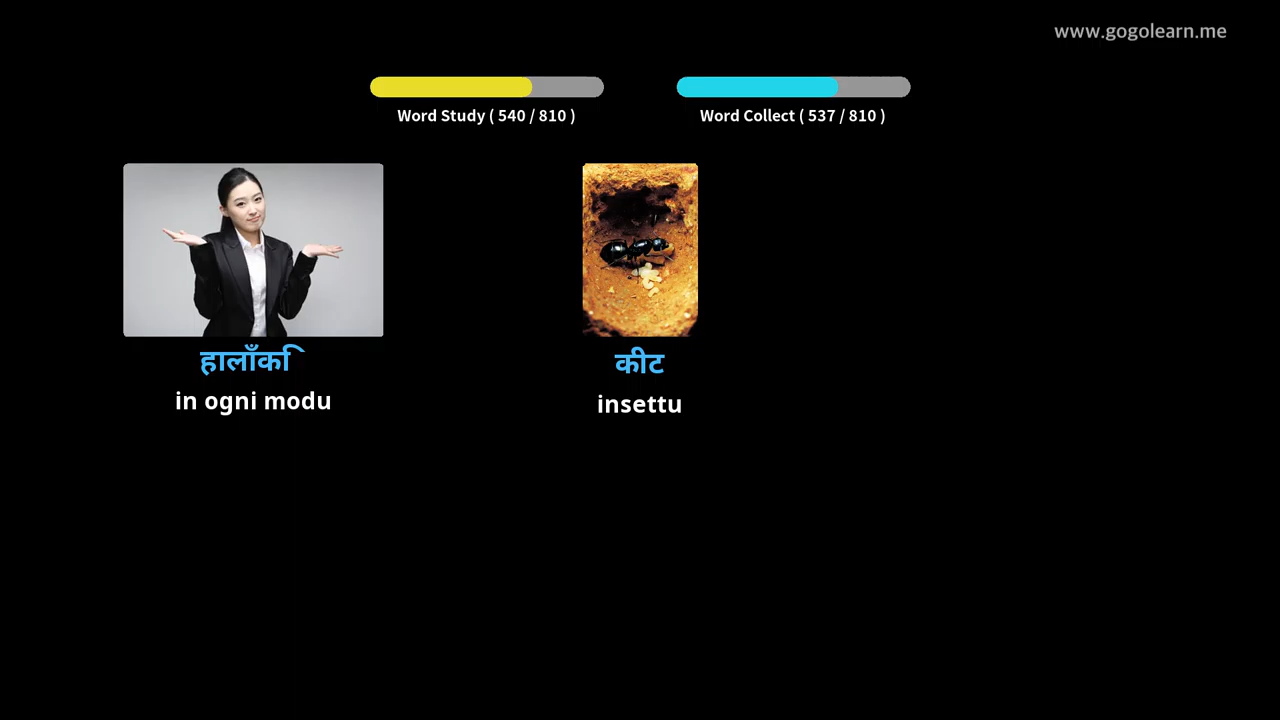 www.gogolearn.me
Word Study ( 540 / 810 )
Word Collect ( 537 / 810 )
हालाँकि
in ogni modu
कीट
insettu